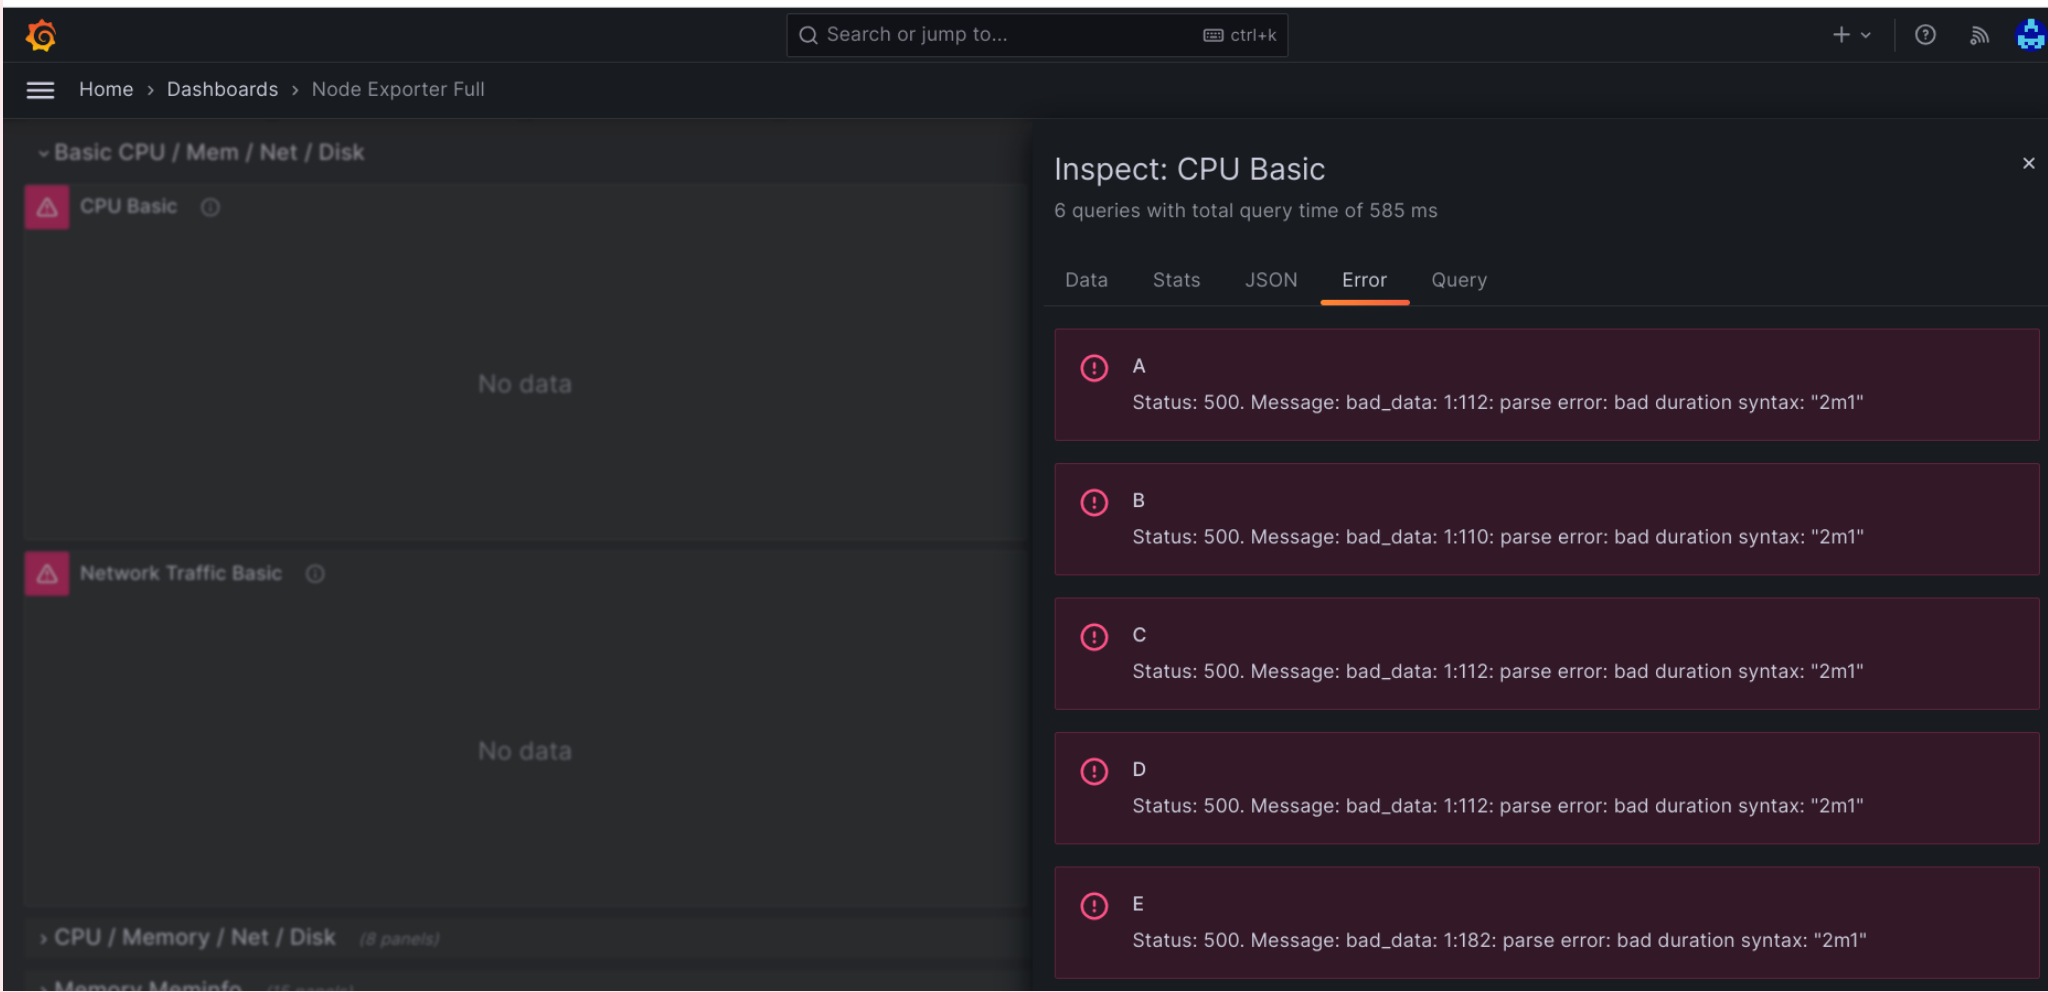 Search or jump to...
ctrl+k
Home › Dashboards › Node Exporter Full
Basic CPU / Mem / Net / Disk
CPU Basic
No data
Network Traffic Basic
No data
CPU / Memory / Net / Disk (8 panels)
Memory Meminfo
Inspect: CPU Basic
6 queries with total query time of 585 ms
Data Stats JSON Error Query
A
Status: 500. Message: bad_data: 1:112: parse error: bad duration syntax: "2m1"
B
Status: 500. Message: bad_data: 1:110: parse error: bad duration syntax: "2m1"
C
Status: 500. Message: bad_data: 1:112: parse error: bad duration syntax: "2m1"
D
Status: 500. Message: bad_data: 1:112: parse error: bad duration syntax: "2m1"
E
Status: 500. Message: bad_data: 1:182: parse error: bad duration syntax: "2m1"